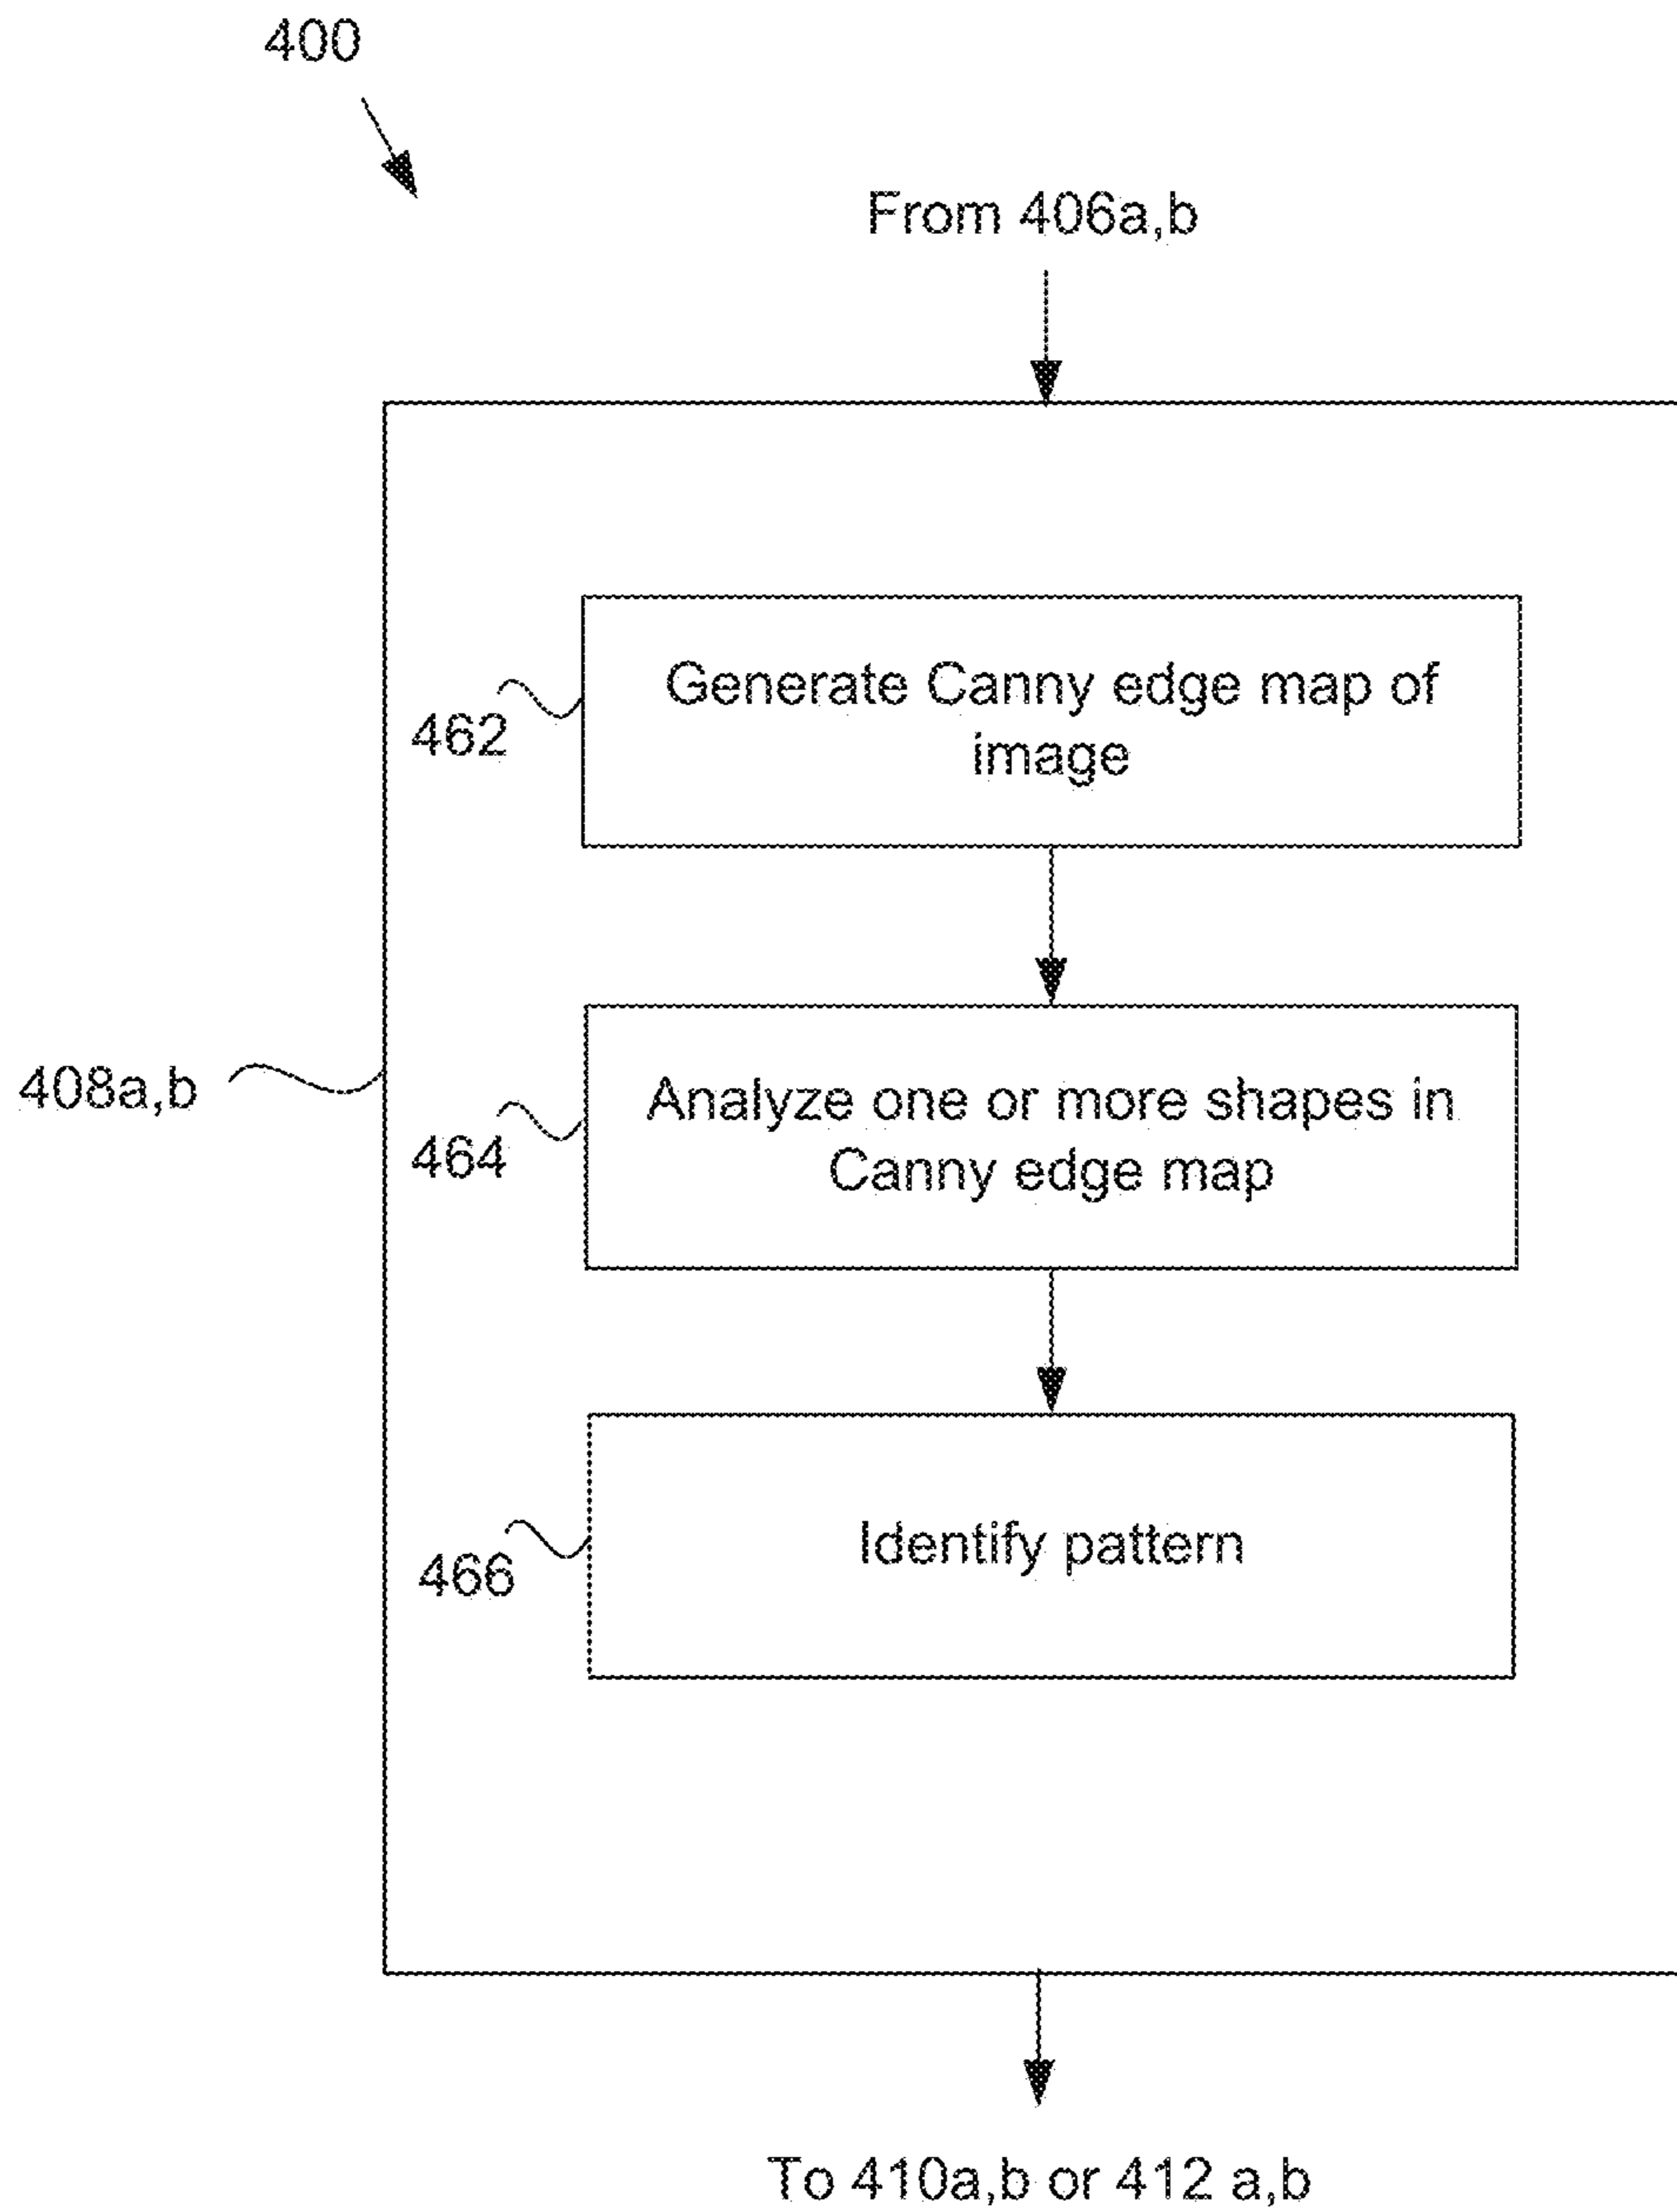 400
From 406a,b
Generate Canny edge map of
image
462
408a,b
Analyze one or more shapes in
Canny edge map
464
Identify pattern
466
To 410a,b or 412 a,b